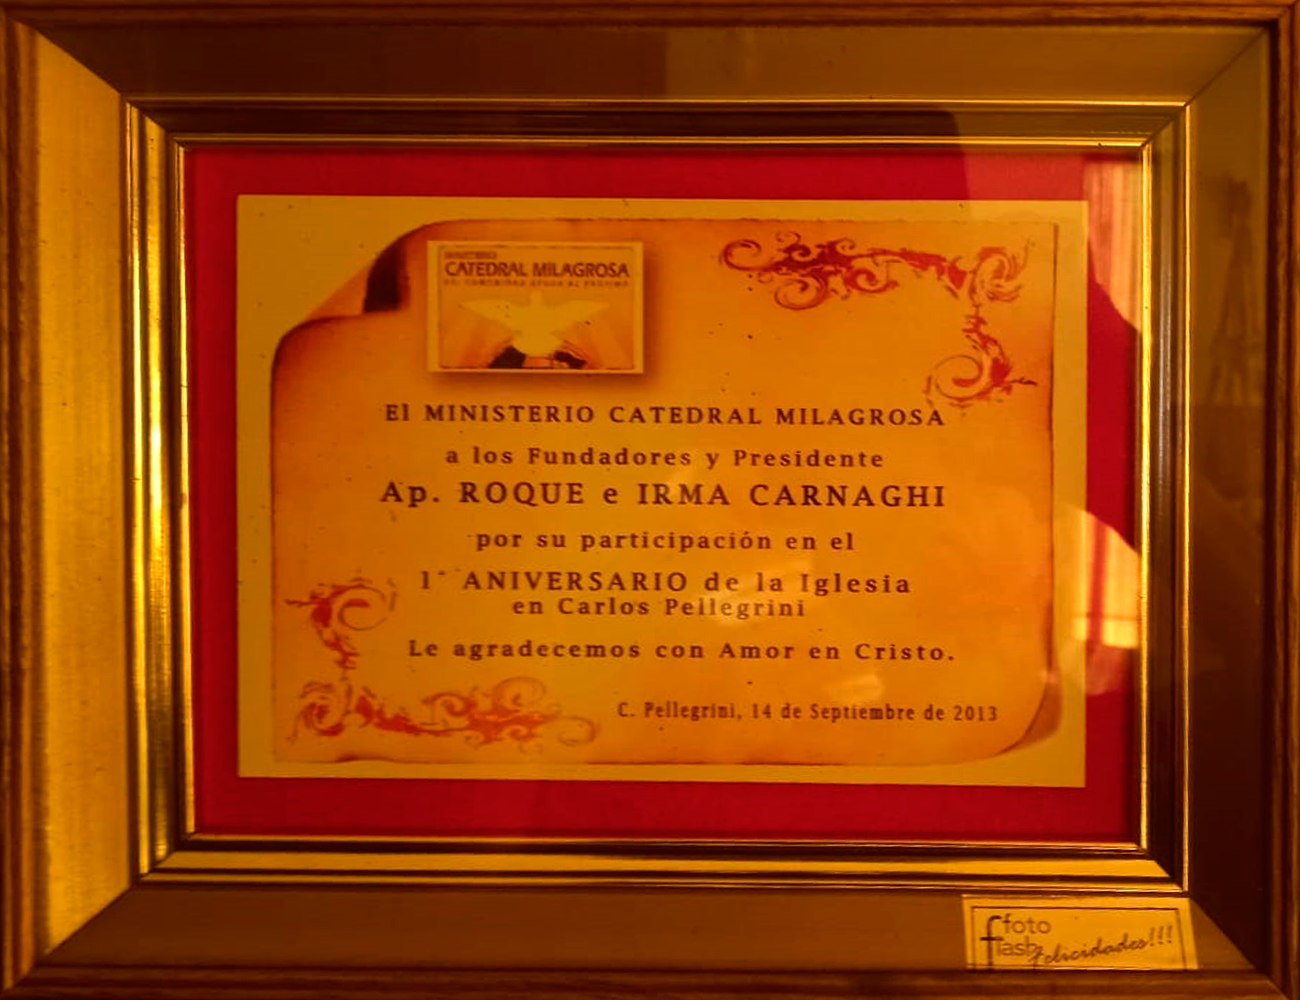 MINISTERIO
CATEDRAL MILAGROSA
El MINISTERIO CATEDRAL MILAGROSA
a los Fundadores y Presidente
Ap. ROQUE e IRMA CARNAGHI
por su participación en el
1° ANIVERSARIO de la Iglesia
en Carlos Pellegrini
Le agradecemos con Amor en Cristo.
C. Pellegrini, 14 de Septiembre de 2013
foto
flash felicidades!!!